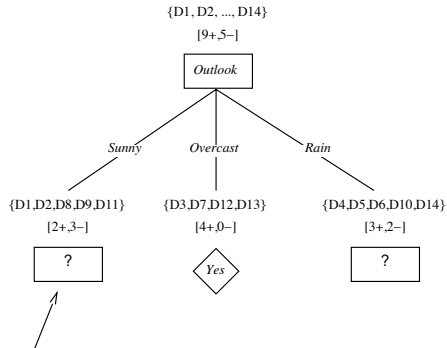 {D1, D2, ..., D14}
[9+,5−]
Outlook
Sunny Overcast Rain
{D1,D2,D8,D9,D11} {D3,D7,D12,D13} {D4,D5,D6,D10,D14}
[2+,3−] [4+,0−] [3+,2−]
? Yes ?